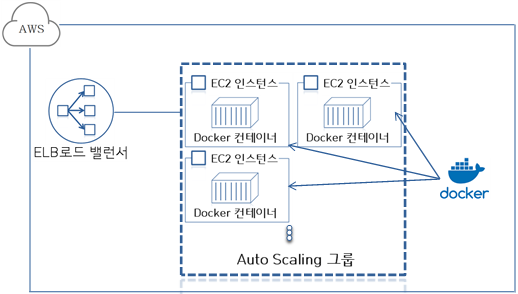 AWS
EC2 인스턴스
EC2 인스턴스
Docker 컨테이너
Docker 컨테이너
ELB로드 밸런서
EC2 인스턴스
Docker 컨테이너
docker
Auto Scaling 그룹